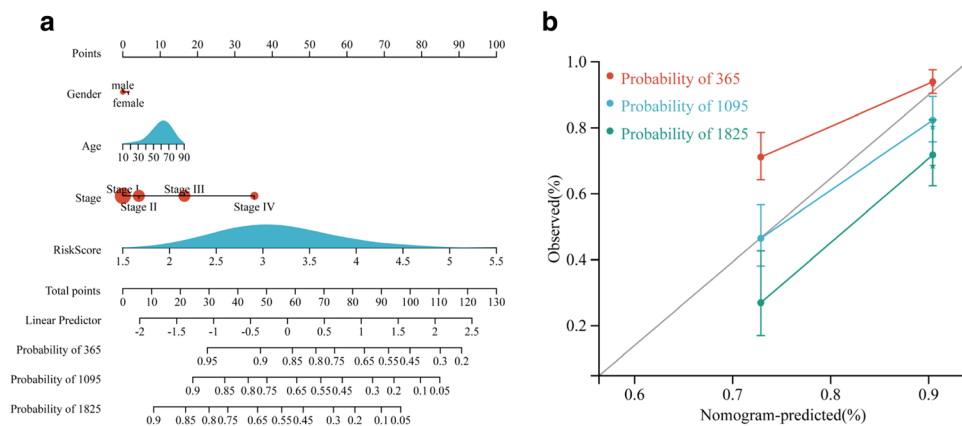 a
Points
0 10 20 30 40 50 60 70 80 90 100
Gender
male
female
Age
10 30 50 70 90
Stage
Stage I Stage III
Stage II Stage IV
RiskScore
1.5 2 2.5 3 3.5 4 4.5 5 5.5
Total points
0 10 20 30 40 50 60 70 80 90 100 110 120 130
Linear Predictor
-2 -1.5 -1 -0.5 0 0.5 1 1.5 2 2.5
Probability of 365
0.95 0.9 0.85 0.8 0.75 0.65 0.55 0.45 0.3 0.2
Probability of 1095
0.9 0.85 0.8 0.75 0.65 0.55 0.45 0.3 0.2 0.1 0.05
Probability of 1825
0.9 0.85 0.8 0.75 0.65 0.55 0.45 0.3 0.2 0.1 0.05
b
Observed(%)
1.0
0.8
0.6
0.4
0.2
Probability of 365
Probability of 1095
Probability of 1825
0.6 0.7 0.8 0.9
Nomogram-predicted(%)